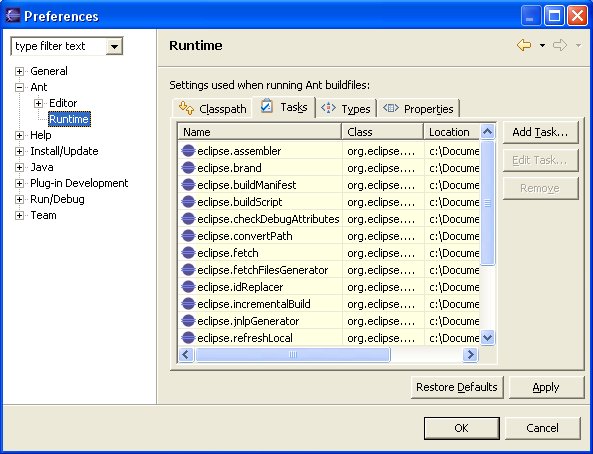 Preferences
type filter text
General
Ant
Editor
Runtime
Help
Install/Update
Java
Plug-in Development
Run/Debug
Team
Runtime
Settings used when running Ant buildfiles:
Classpath Tasks Types Properties
Name Class Location
eclipse.assembler org.eclipse.... c:\Docume
eclipse.brand org.eclipse.... c:\Docume
eclipse.buildManifest org.eclipse.... c:\Docume
eclipse.buildScript org.eclipse.... c:\Docume
eclipse.checkDebugAttributes org.eclipse.... c:\Docume
eclipse.convertPath org.eclipse.... c:\Docume
eclipse.fetch org.eclipse.... c:\Docume
eclipse.fetchFilesGenerator org.eclipse.... c:\Docume
eclipse.idReplacer org.eclipse.... c:\Docume
eclipse.incrementalBuild org.eclipse.... c:\Docume
eclipse.jnlpGenerator org.eclipse.... c:\Docume
eclipse.refreshLocal org.eclipse.... c:\Docume
Add Task...
Edit Task...
Remove
Restore Defaults Apply
OK Cancel